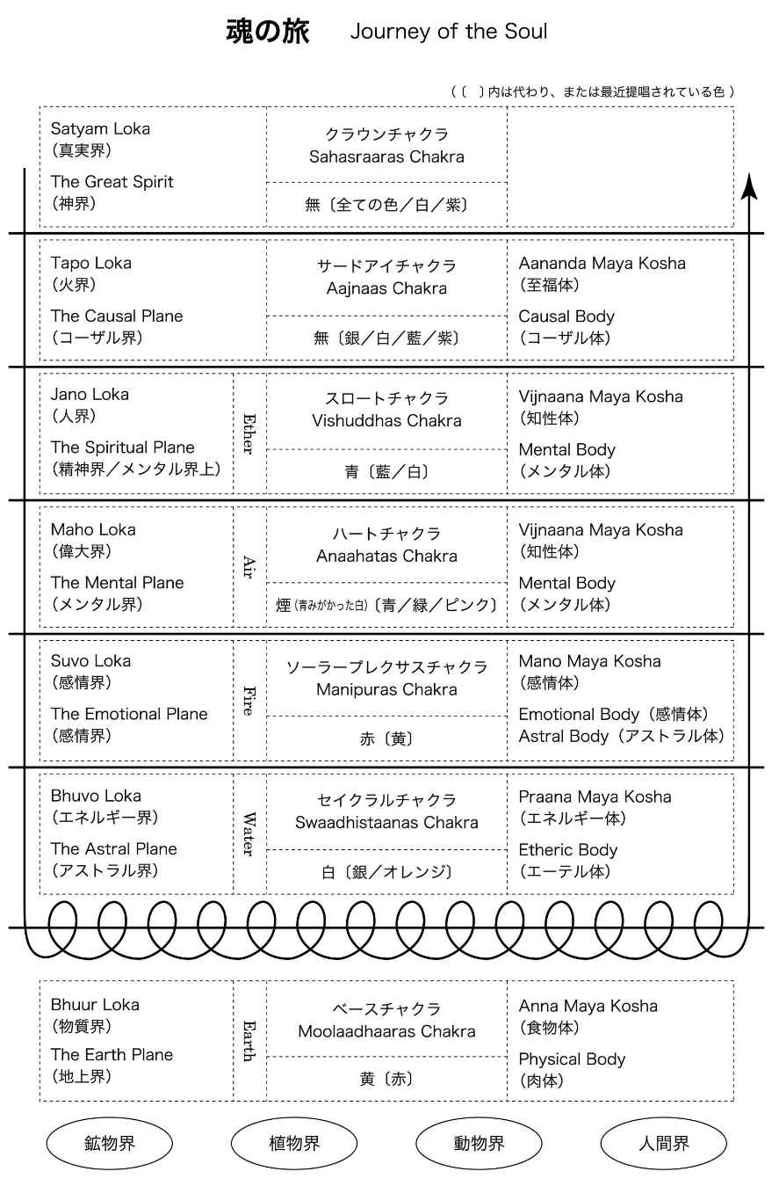 魂の旅 Journey of the Soul
（〔　〕内は代わり、または最近提唱されている色 ）
Satyam Loka
（真実界）
The Great Spirit
（神界）
クラウンチャクラ
Sahasraaras Chakra
無〔全ての色／白／紫〕
Tapo Loka
（火界）
The Causal Plane
（コーザル界）
サードアイチャクラ
Aajnaas Chakra
無〔銀／白／藍／紫〕
Aananda Maya Kosha
（至福体）
Causal Body
（コーザル体）
Jano Loka
（人界）
The Spiritual Plane
（精神界／メンタル界上）
Ether
スロートチャクラ
Vishuddhas Chakra
青〔藍／白〕
Vijnaana Maya Kosha
（知性体）
Mental Body
（メンタル体）
Maho Loka
（偉大界）
The Mental Plane
（メンタル界）
Air
ハートチャクラ
Anaahatas Chakra
煙（青みがかった白）〔青／緑／ピンク〕
Vijnaana Maya Kosha
（知性体）
Mental Body
（メンタル体）
Suvo Loka
（感情界）
The Emotional Plane
（感情界）
Fire
ソーラープレクサスチャクラ
Manipuras Chakra
赤〔黄〕
Mano Maya Kosha
（感情体）
Emotional Body（感情体）
Astral Body（アストラル体）
Bhuvo Loka
（エネルギー界）
The Astral Plane
（アストラル界）
Water
セイクラルチャクラ
Swaadhistaanas Chakra
白〔銀／オレンジ〕
Praana Maya Kosha
（エネルギー体）
Etheric Body
（エーテル体）
Bhuur Loka
（物質界）
The Earth Plane
（地上界）
Earth
ベースチャクラ
Moolaadhaaras Chakra
黄〔赤〕
Anna Maya Kosha
（食物体）
Physical Body
（肉体）
鉱物界 植物界 動物界 人間界